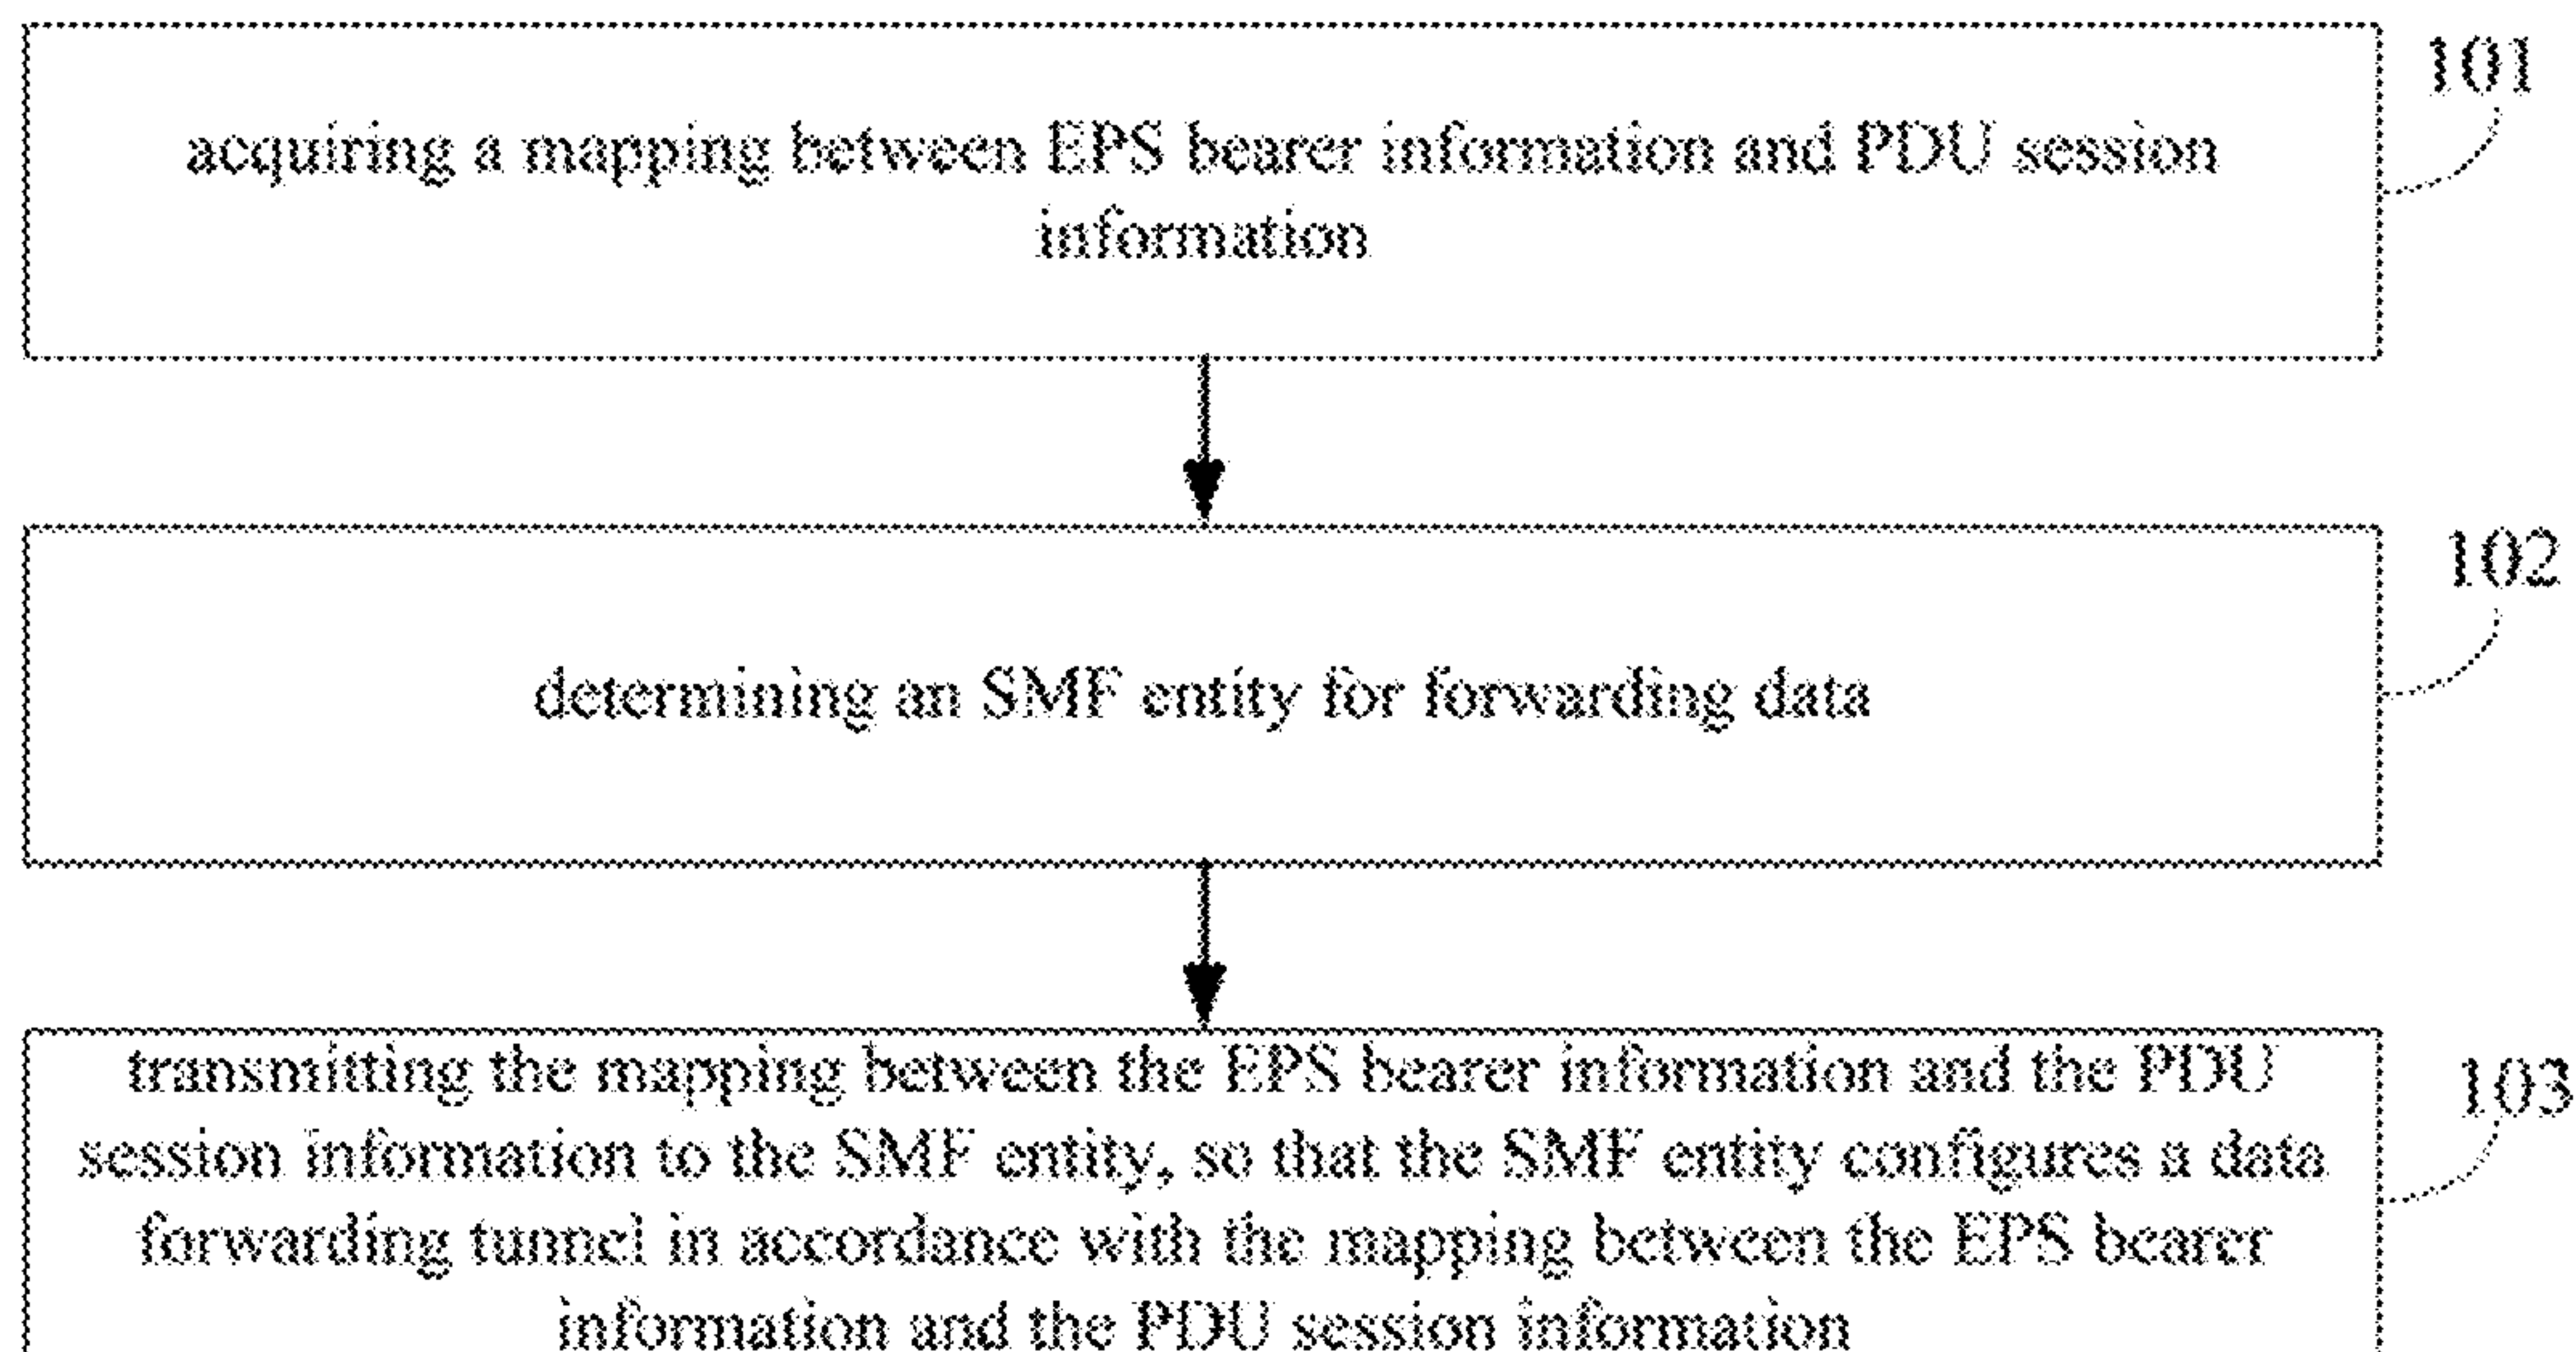 101
acquiring a mapping between EPS bearer information and PDU session
information
102
determining an SMF entity for forwarding data
103
transmitting the mapping between the EPS bearer information and the PDU
session information to the SMF entity, so that the SMF entity configures a data
forwarding tunnel in accordance with the mapping between the EPS bearer
information and the PDU session information